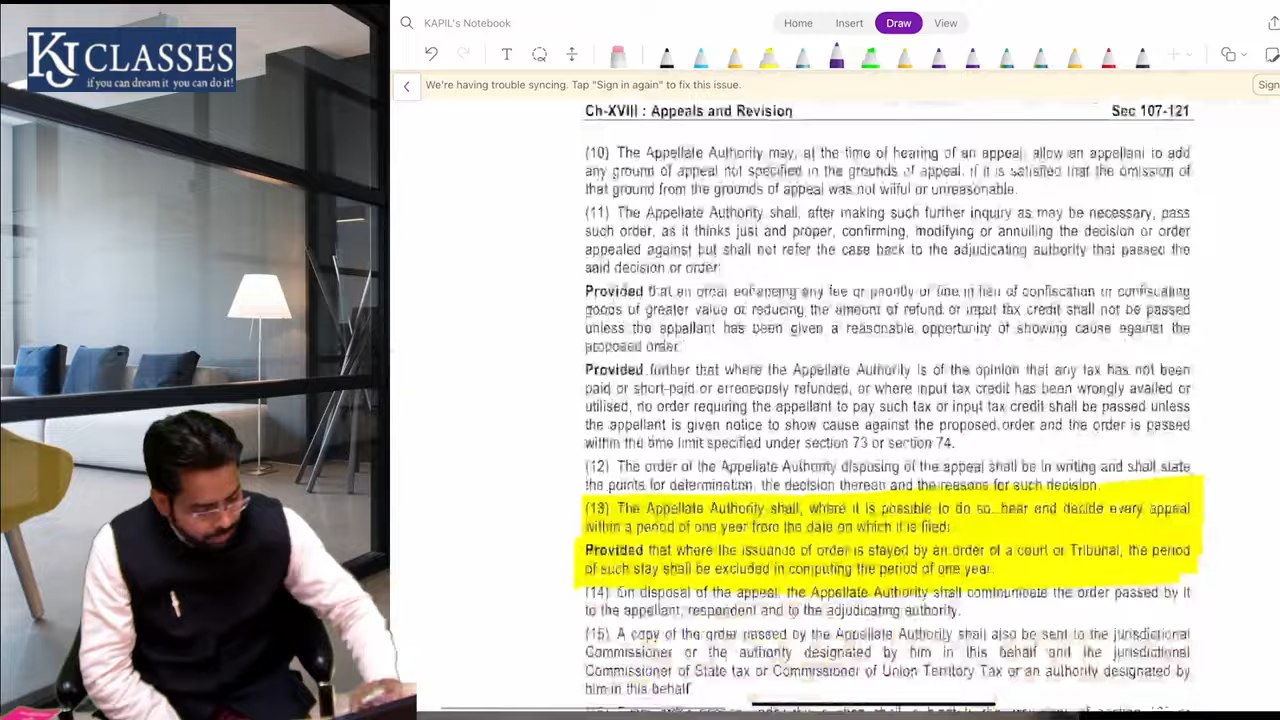 KJ CLASSES
if you can dream it you can do it!
KAPIL's Notebook
Home Insert Draw View
We're having trouble syncing. Tap "Sign in again" to fix this issue.
Sign
Ch-XVIII : Appeals and Revision Sec 107-121
(10) The Appellate Authority may, at the time of hearing of an appeal, allow an appellant to add
any ground of appeal not specified in the grounds of appeal, if it is satisfied that the omission of
that ground from the grounds of appeal was not wilful or unreasonable.
(11) The Appellate Authority shall, after making such further inquiry as may be necessary, pass
such order, as it thinks just and proper, confirming, modifying or annulling the decision or order
appealed against but shall not refer the case back to the adjudicating authority that passed the
said decision or order:
Provided that an order enhancing any fee or penalty or fine in lieu of confiscation or confiscating
goods of greater value or reducing the amount of refund or input tax credit shall not be passed
unless the appellant has been given a reasonable opportunity of showing cause against the
proposed order:
Provided further that where the Appellate Authority is of the opinion that any tax has not been
paid or short-paid or erroneously refunded, or where input tax credit has been wrongly availed or
utilised, no order requiring the appellant to pay such tax or input tax credit shall be passed unless
the appellant is given notice to show cause against the proposed order and the order is passed
within the time limit specified under section 73 or section 74.
(12) The order of the Appellate Authority disposing of the appeal shall be in writing and shall state
the points for determination, the decision thereon and the reasons for such decision.
(13) The Appellate Authority shall, where it is possible to do so, hear and decide every appeal
within a period of one year from the date on which it is filed:
Provided that where the issuance of order is stayed by an order of a court or Tribunal, the period
of such stay shall be excluded in computing the period of one year.
(14) On disposal of the appeal, the Appellate Authority shall communicate the order passed by it
to the appellant, respondent and to the adjudicating authority.
(15) A copy of the order passed by the Appellate Authority shall also be sent to the jurisdictional
Commissioner or the authority designated by him in this behalf and the jurisdictional
Commissioner of State tax or Commissioner of Union Territory Tax or an authority designated by
him in this behalf